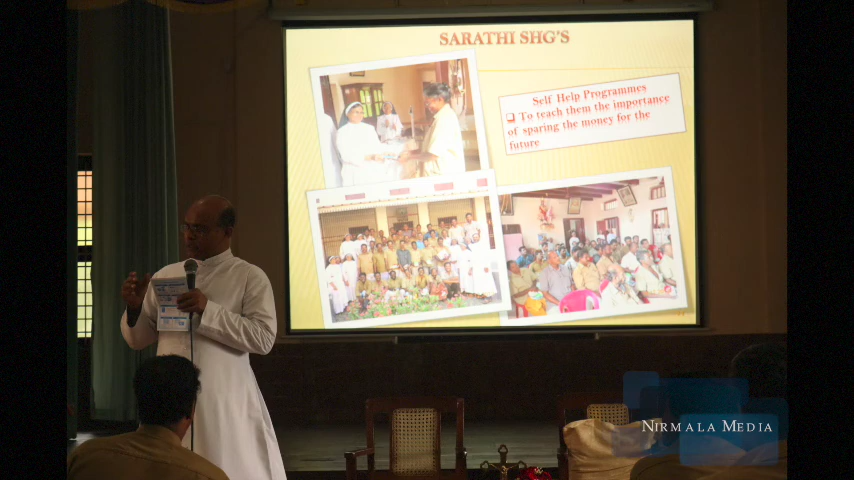 SARATHI SHG'S
Self Help Programmes
❑ To teach them the importance
of sparing the money for the
future
NIRMALA MEDIA